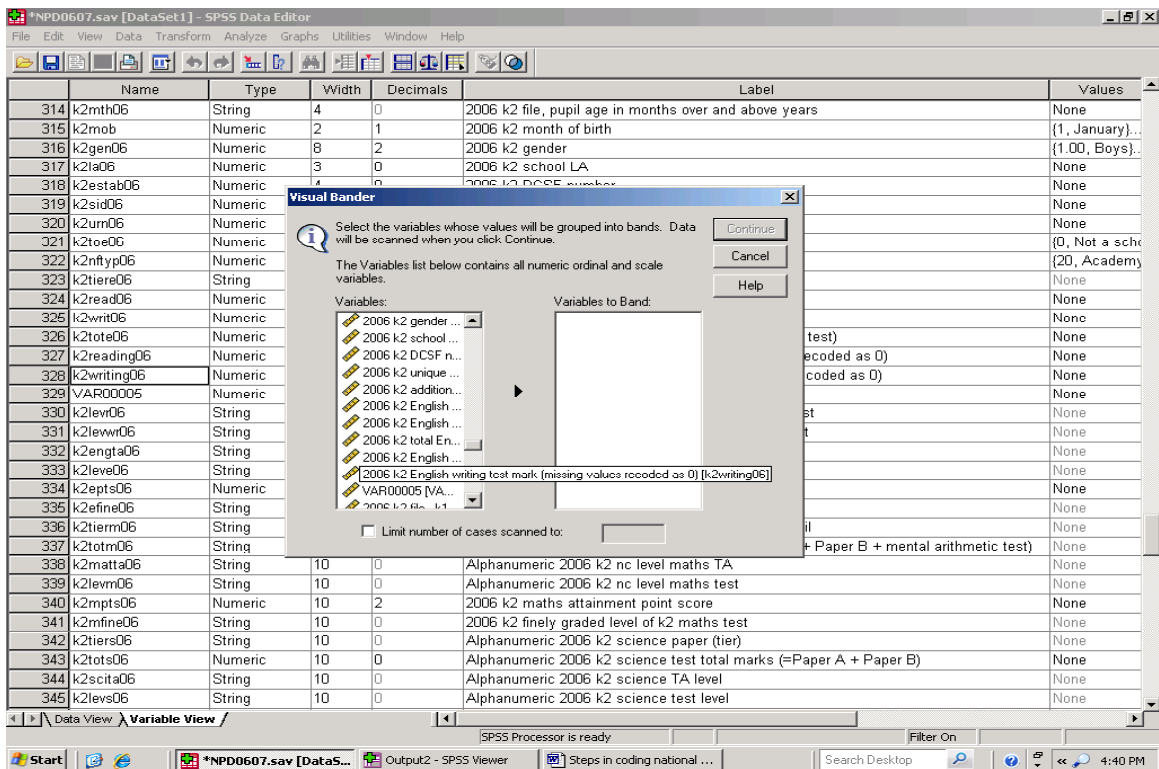 *NPD0607.sav [DataSet1] - SPSS Data Editor
File Edit View Data Transform Analyze Graphs Utilities Window Help
Name Type Width Decimals Label Values
314 k2mth06 String 4 0 2006 k2 file, pupil age in months over and above years None
315 k2mob Numeric 2 1 2006 k2 month of birth {1, January}...
316 k2gen06 Numeric 8 2 2006 k2 gender {1.00, Boys}..
317 k2la06 Numeric 3 0 2006 k2 school LA None
318 k2estab06 Numeric 4 0 2006 k2 DCSF number None
319 k2sid06 Numeric None
320 k2urn06 Numeric None
321 k2toe06 Numeric {0, Not a scho
322 k2nftyp06 Numeric {20, Academy
323 k2tiere06 String None
324 k2read06 Numeric None
325 k2writ06 Numeric None
326 k2tote06 Numeric test) None
327 k2reading06 Numeric ecoded as 0) None
328 k2writing06 Numeric coded as 0) None
329 VAR00005 Numeric None
330 k2levr06 String st None
331 k2levwr06 String t None
332 k2engta06 String None
333 k2leve06 String None
334 k2epts06 Numeric None
335 k2efine06 String None
336 k2tierm06 String il None
337 k2totm06 String + Paper B + mental arithmetic test) None
338 k2matta06 String 10 0 Alphanumeric 2006 k2 nc level maths TA None
339 k2levm06 String 10 0 Alphanumeric 2006 k2 nc level maths test None
340 k2mpts06 Numeric 10 2 2006 k2 maths attainment point score None
341 k2mfine06 String 10 0 2006 k2 finely graded level of k2 maths test None
342 k2tiers06 String 10 0 Alphanumeric 2006 k2 science paper (tier) None
343 k2tots06 Numeric 10 0 Alphanumeric 2006 k2 science test total marks (=Paper A + Paper B) None
344 k2scita06 String 10 0 Alphanumeric 2006 k2 science TA level None
345 k2levs06 String 10 0 Alphanumeric 2006 k2 science test level None
Visual Bander
Select the variables whose values will be grouped into bands. Data
will be scanned when you click Continue.
The Variables list below contains all numeric ordinal and scale
variables.
Continue
Cancel
Help
Variables:
2006 k2 gender ...
2006 k2 school ...
2006 k2 DCSF n...
2006 k2 unique ...
2006 k2 addition...
2006 k2 English ...
2006 k2 English ...
2006 k2 total En...
2006 k2 English ...
2006 k2 English writing test mark (missing values recoded as 0) [k2writing06]
VAR00005 [VA...
2006 k2 file, k1
Variables to Band:
Limit number of cases scanned to:
Data View Variable View
SPSS Processor is ready Filter On
Start *NPD0607.sav [DataS... Output2 - SPSS Viewer Steps in coding national ... Search Desktop 4:40 PM